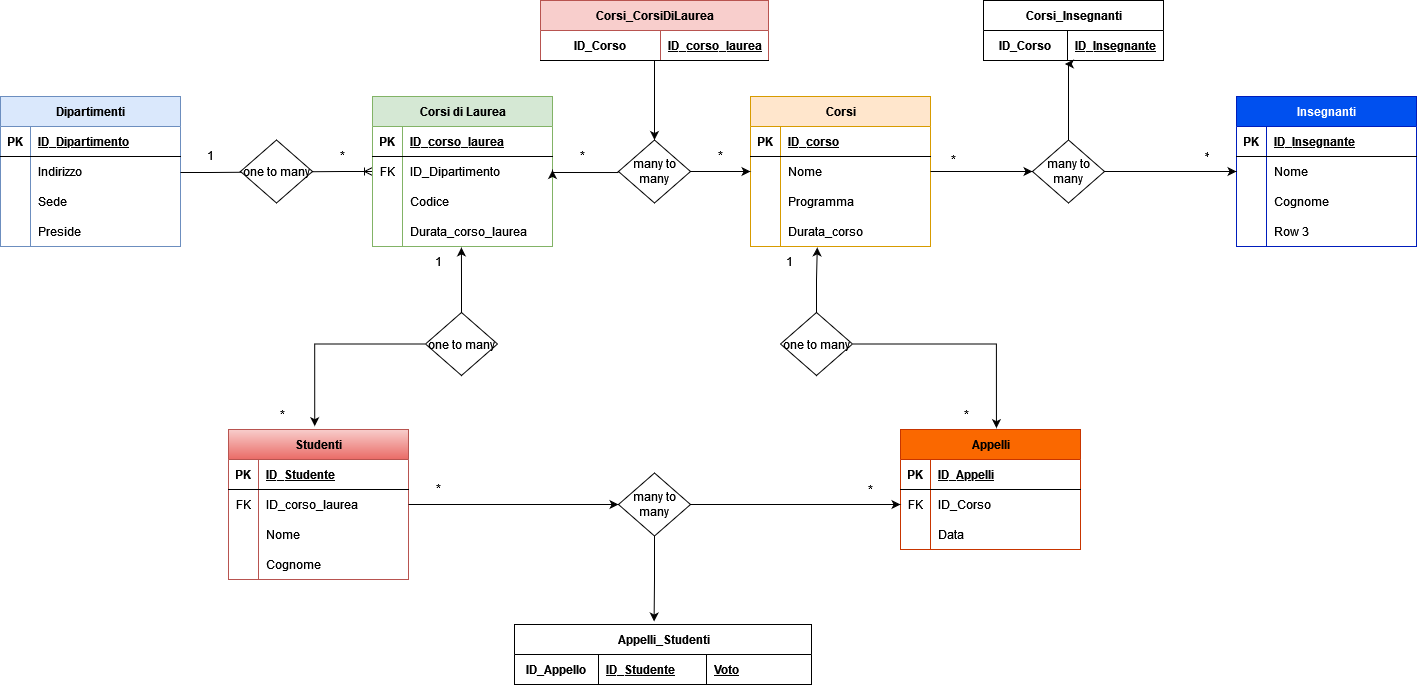 Corsi_CorsiDiLaurea
ID_Corso ID_corso_laurea
Corsi_Insegnanti
ID_Corso ID_Insegnante
Dipartimenti
PK ID_Dipartimento
Indirizzo
Sede
Preside
1
one to many
*
Corsi di Laurea
PK ID_corso_laurea
FK ID_Dipartimento
Codice
Durata_corso_laurea
*
many to
many
*
Corsi
PK ID_corso
Nome
Programma
Durata_corso
*
many to
many
*
Insegnanti
PK ID_Insegnante
Nome
Cognome
Row 3
1
one to many
*
1
one to many
*
Studenti
PK ID_Studente
FK ID_corso_laurea
Nome
Cognome
*
many to
many
*
Appelli
PK ID_Appelli
FK ID_Corso
Data
Appelli_Studenti
ID_Appello ID_Studente Voto